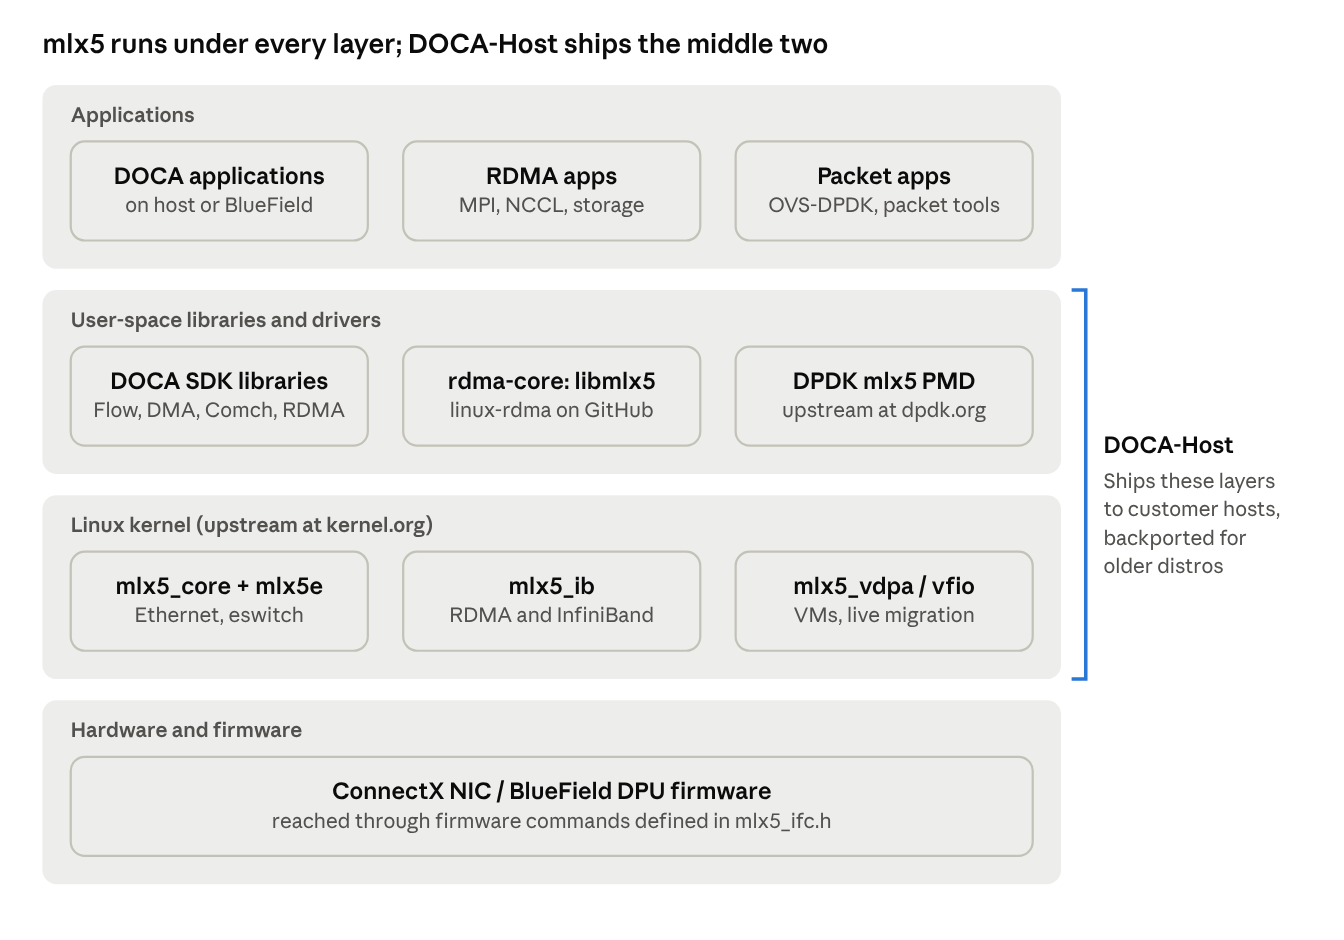 mlx5 runs under every layer; DOCA-Host ships the middle two
Applications
DOCA applications
on host or BlueField
RDMA apps
MPI, NCCL, storage
Packet apps
OVS-DPDK, packet tools
User-space libraries and drivers
DOCA SDK libraries
Flow, DMA, Comch, RDMA
rdma-core: libmlx5
linux-rdma on GitHub
DPDK mlx5 PMD
upstream at dpdk.org
DOCA-Host
Ships these layers
to customer hosts,
backported for
older distros
Linux kernel (upstream at kernel.org)
mlx5_core + mlx5e
Ethernet, eswitch
mlx5_ib
RDMA and InfiniBand
mlx5_vdpa / vfio
VMs, live migration
Hardware and firmware
ConnectX NIC / BlueField DPU firmware
reached through firmware commands defined in mlx5_ifc.h